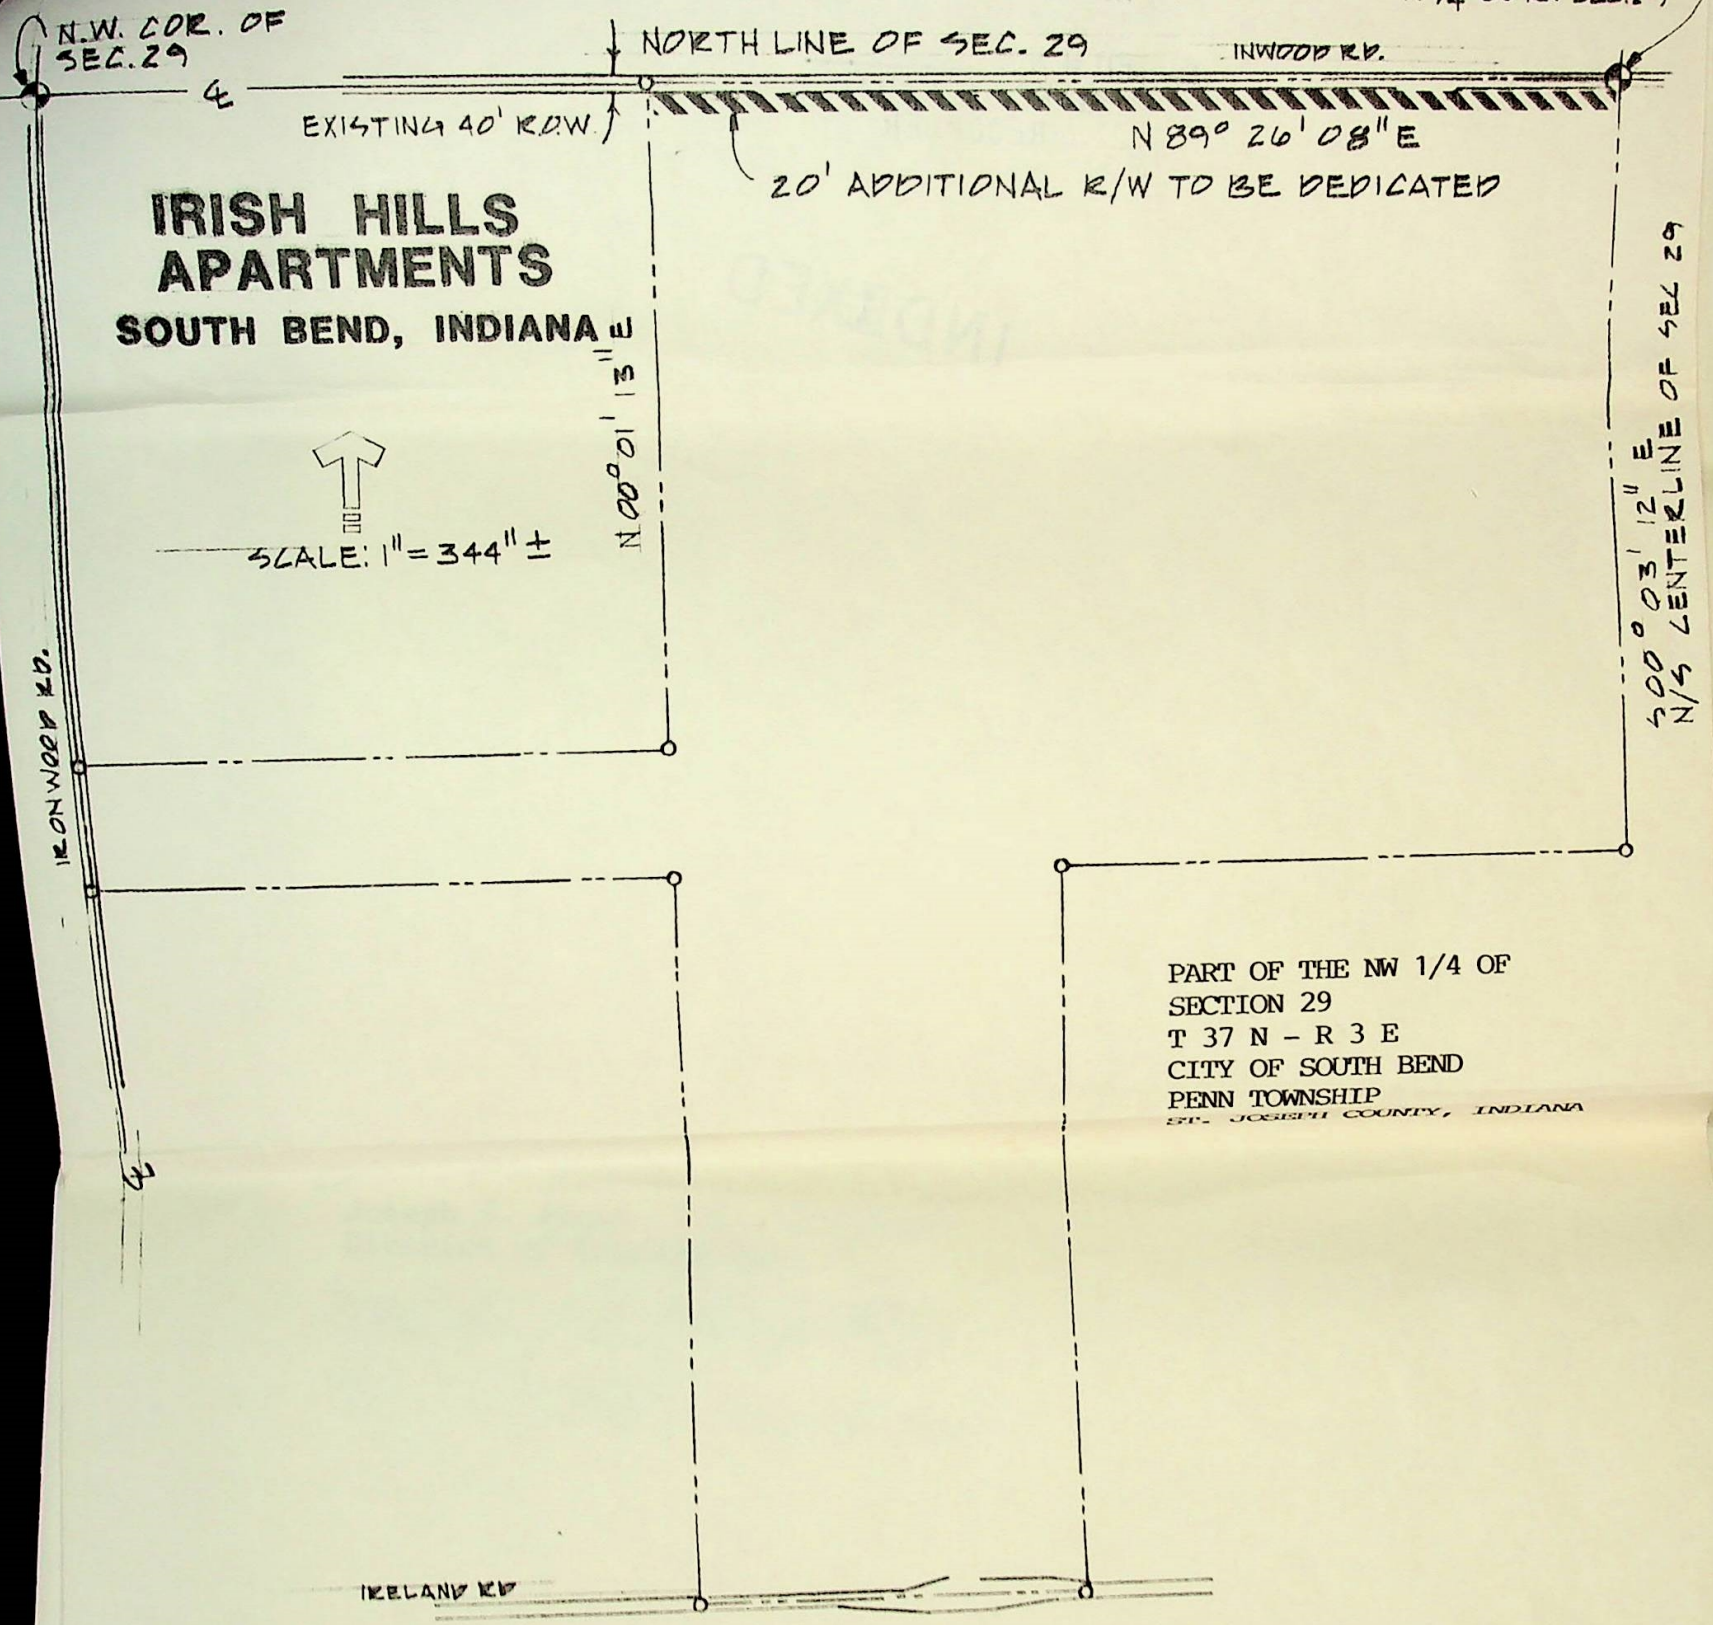 N.W. COR. OF
SEC. 29
℄
NORTH LINE OF SEC. 29
INWOOD RD.
EXISTING 40' R.O.W.
N 89° 26' 08" E
20' ADDITIONAL R/W TO BE DEDICATED
IRISH HILLS
APARTMENTS
SOUTH BEND, INDIANA
N 00° 01' 13" E
SCALE: 1" = 344" ±
S 00° 03' 12" E
N/S CENTERLINE OF SEC 29
IRONWOOD RD.
PART OF THE NW 1/4 OF
SECTION 29
T 37 N - R 3 E
CITY OF SOUTH BEND
PENN TOWNSHIP
ST. JOSEPH COUNTY, INDIANA
℄
IRELAND RD